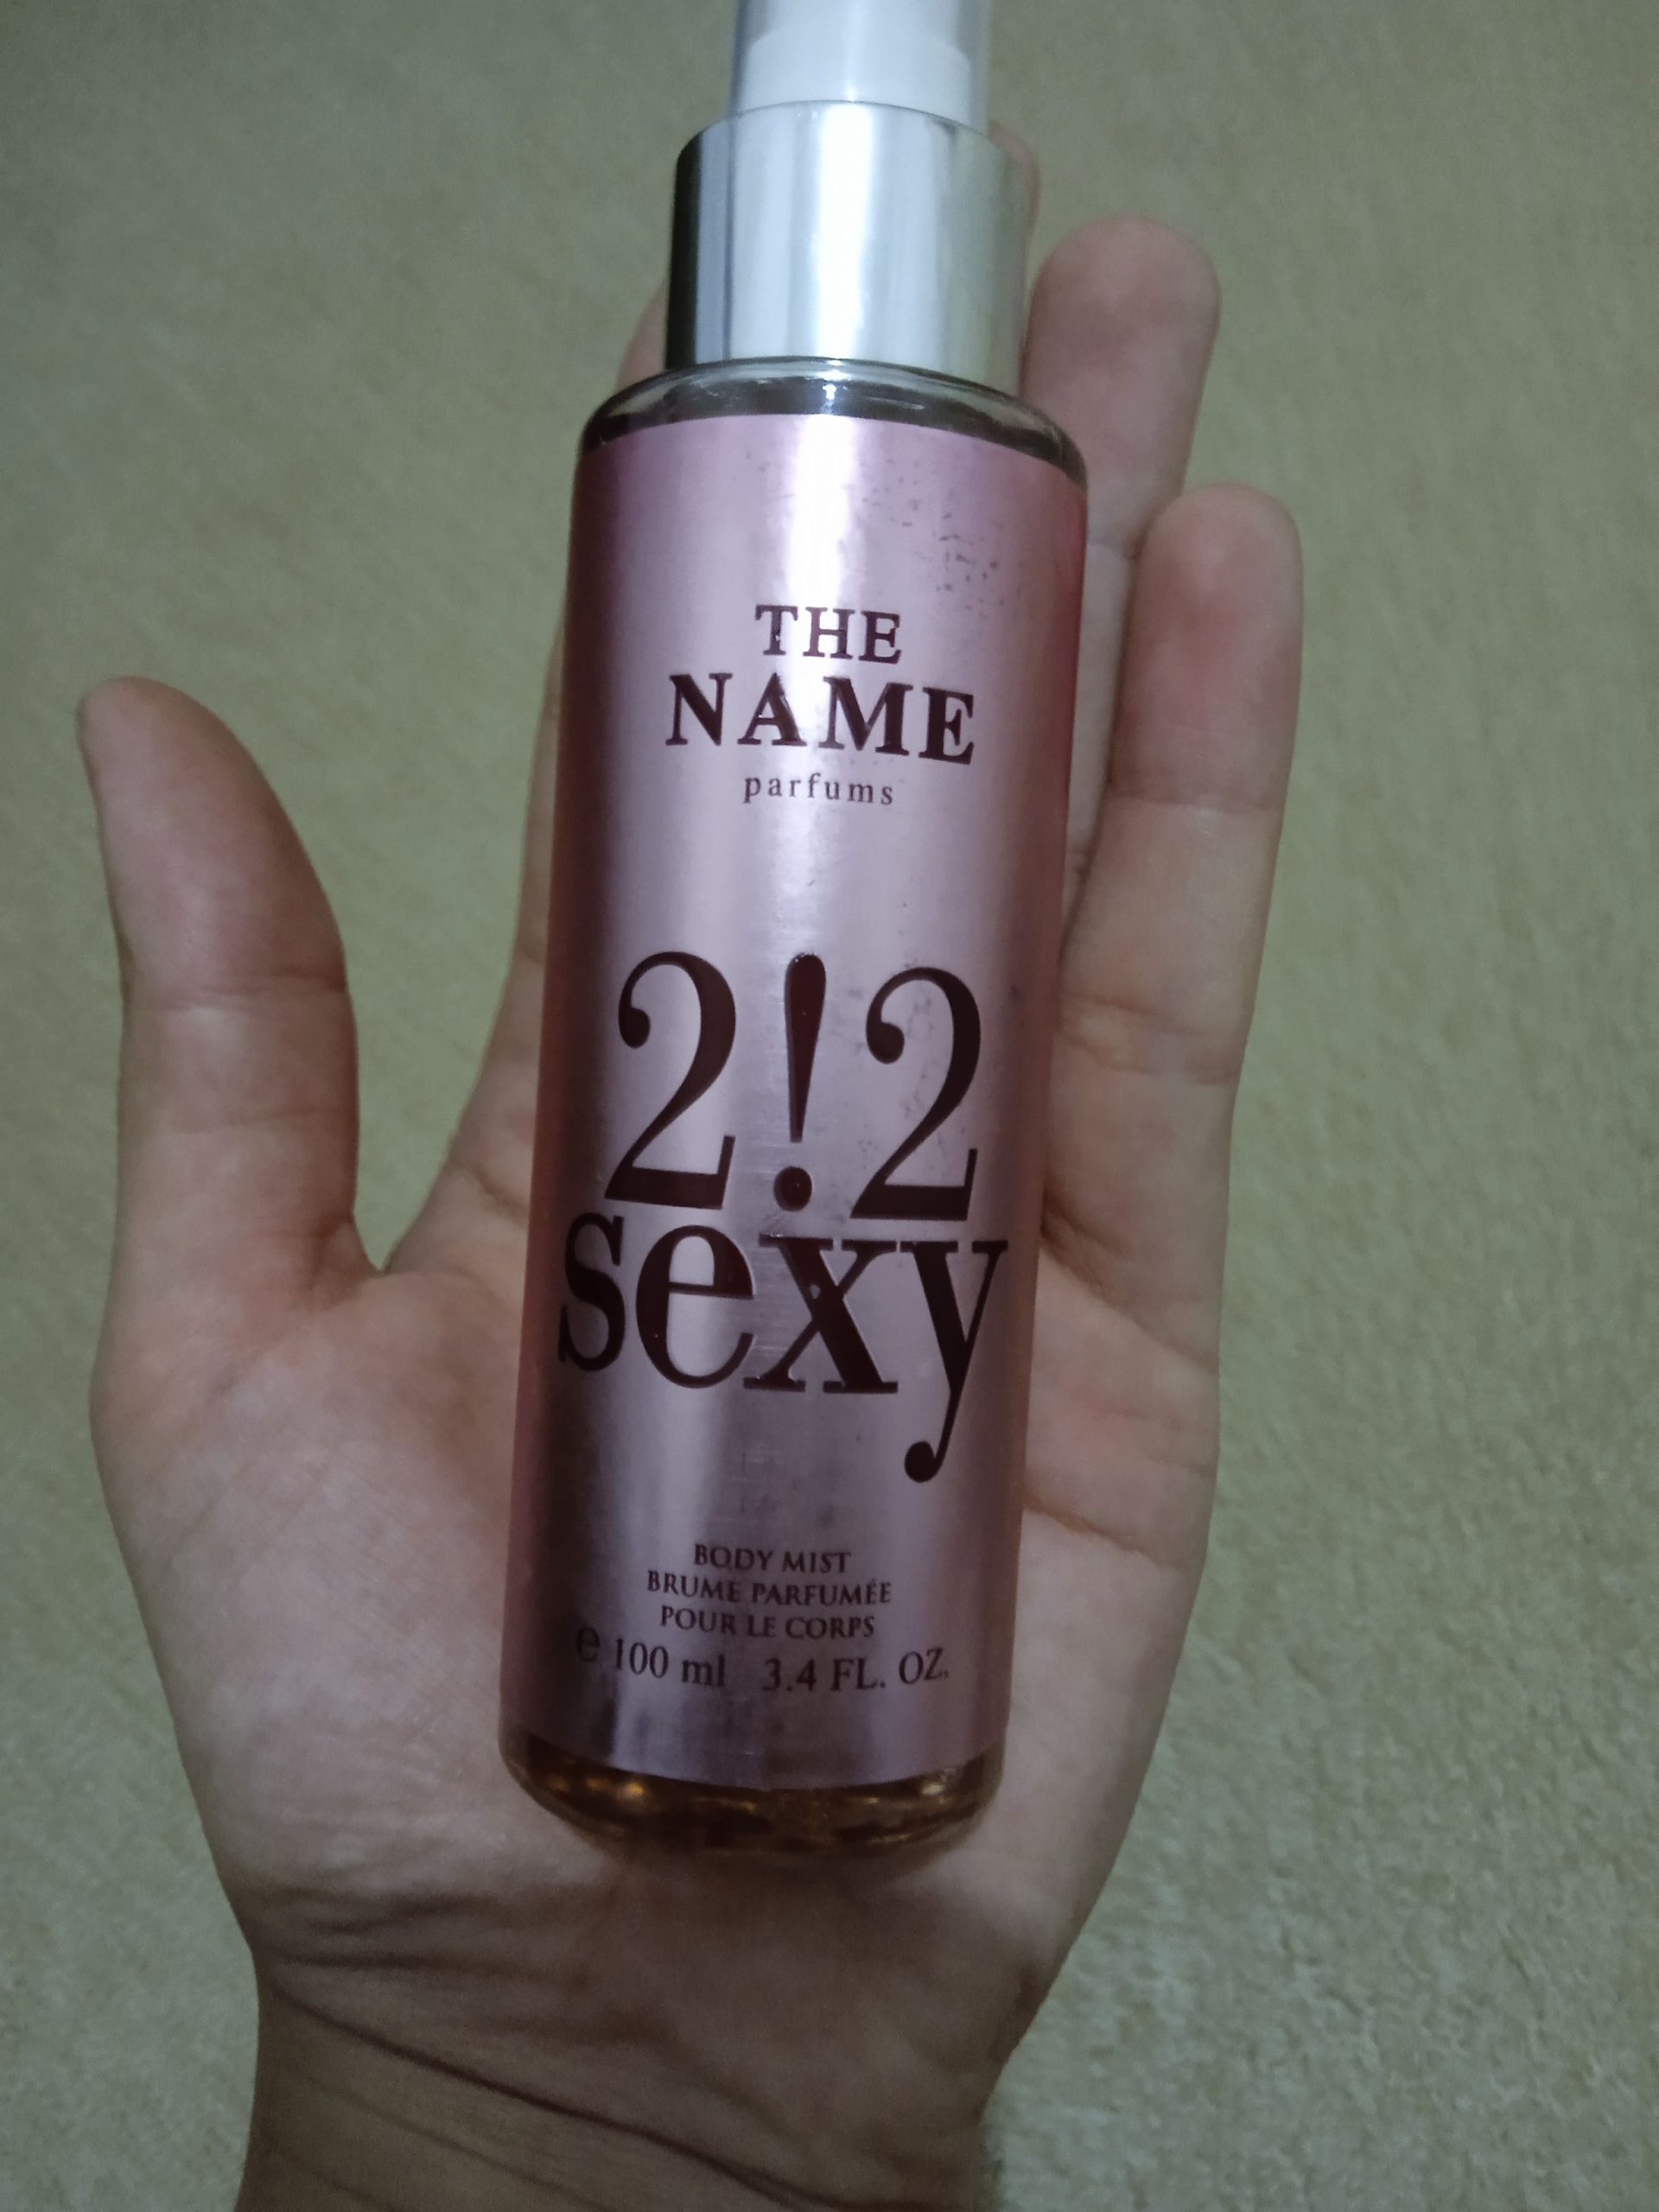 THE
NAME
parfums
2!2
sexy
BODY MIST
BRUME PARFUMÉE
POUR LE CORPS
℮ 100 ml 3.4 FL. OZ.